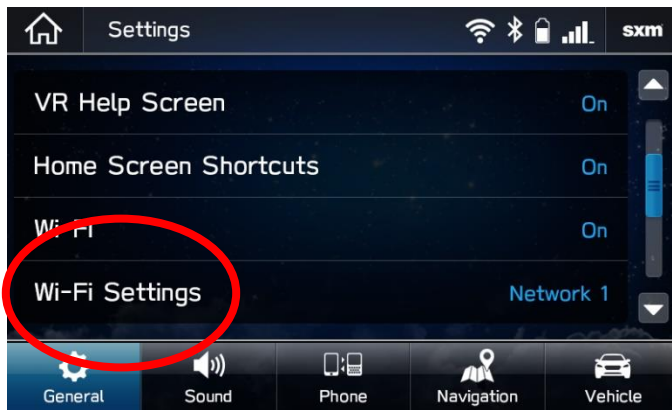 Settings sxm
VR Help Screen On
Home Screen Shortcuts On
Wi-Fi On
Wi-Fi Settings Network 1
General Sound Phone Navigation Vehicle